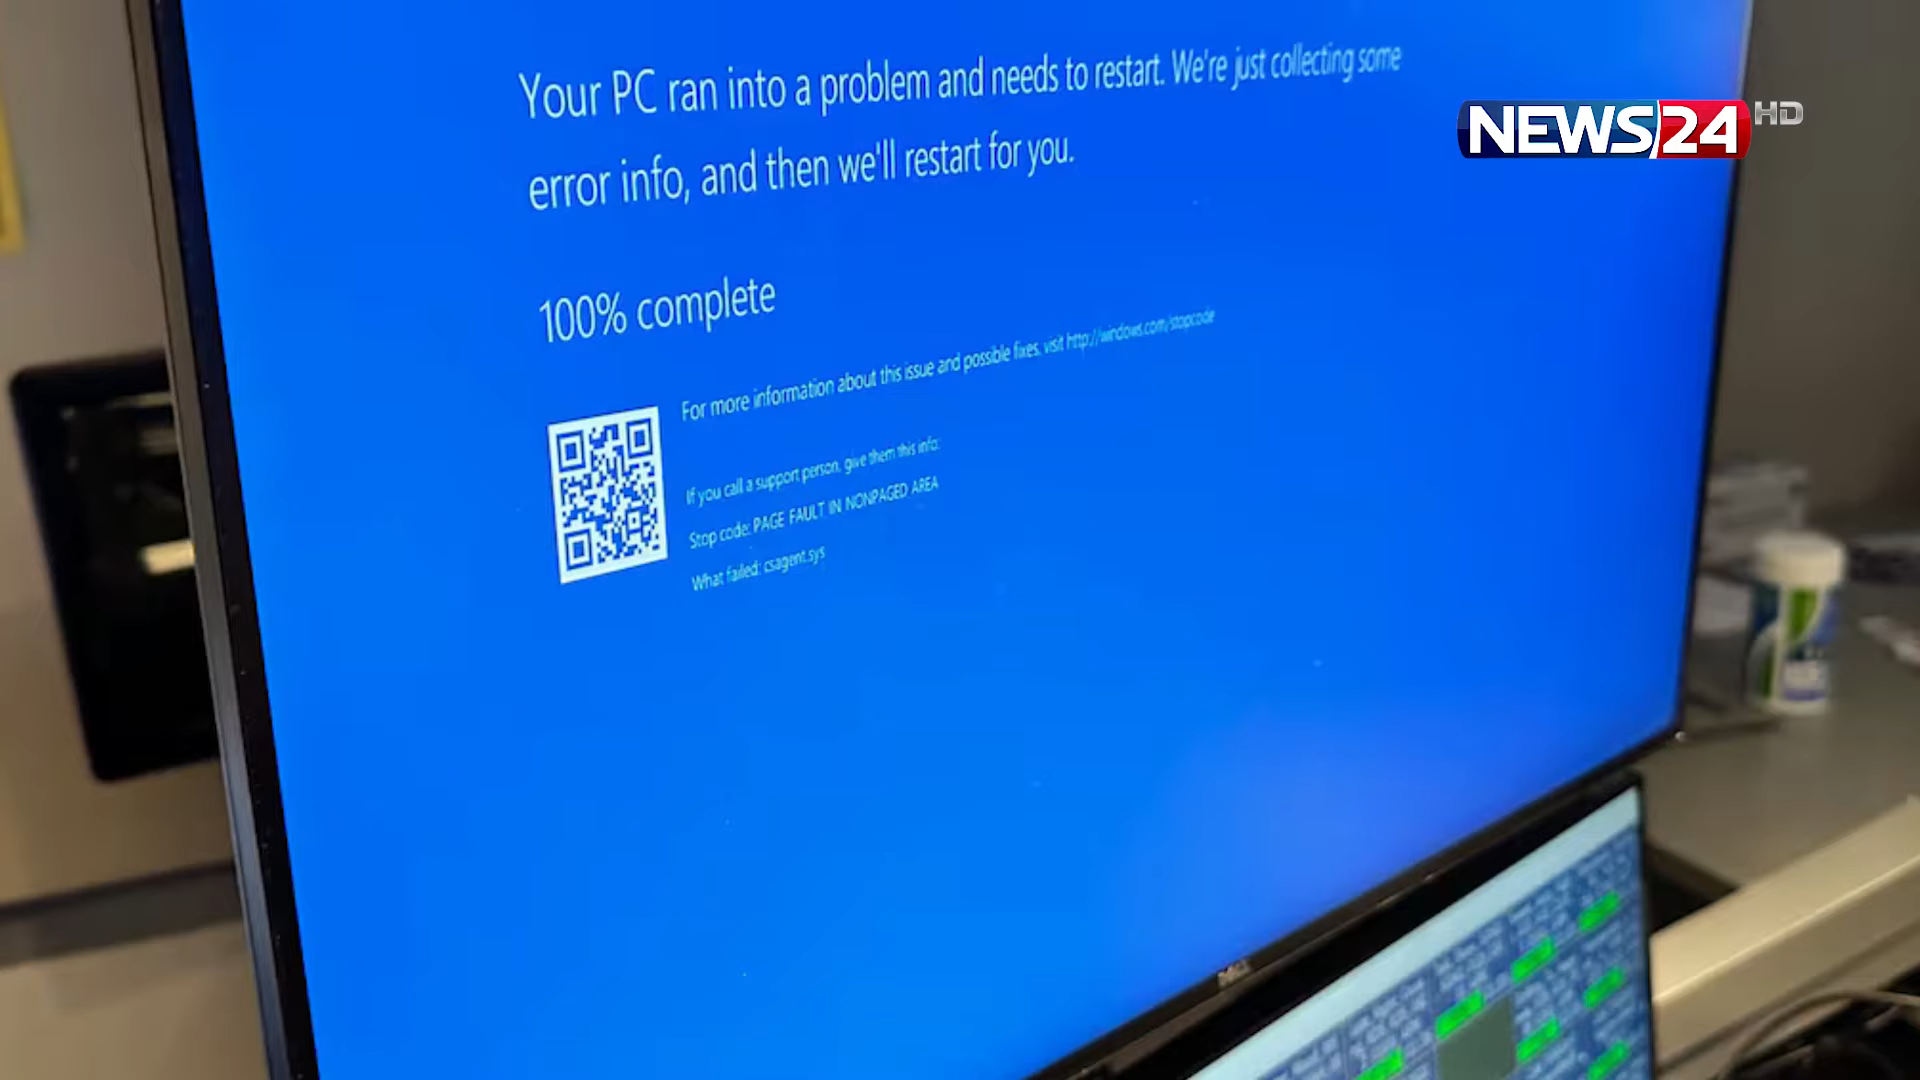 Your PC ran into a problem and needs to restart. We're just collecting some
error info, and then we'll restart for you.
NEWS24 HD
100% complete
For more information about this issue and possible fixes, visit http://windows.com/stopcode
If you call a support person, give them this info:
Stop code: PAGE FAULT IN NONPAGED AREA
What failed: csagent.sys
DELL